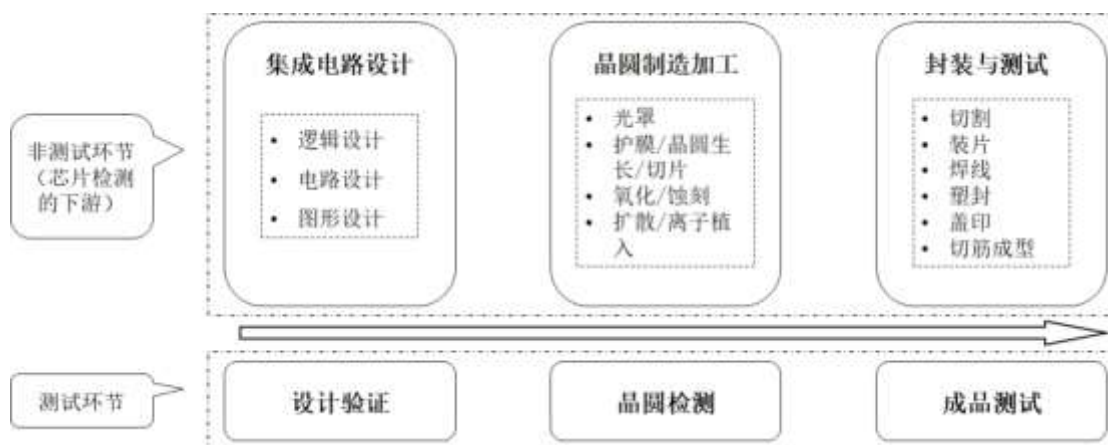 集成电路设计
逻辑设计
电路设计
图形设计
晶圆制造加工
光罩
护膜/晶圆生
长/切片
氧化/蚀刻
扩散/离子植
入
封装与测试
切割
装片
焊线
塑封
盖印
切筋成型
非测试环节
（芯片检测
的下游）
测试环节
设计验证
晶圆检测
成品测试